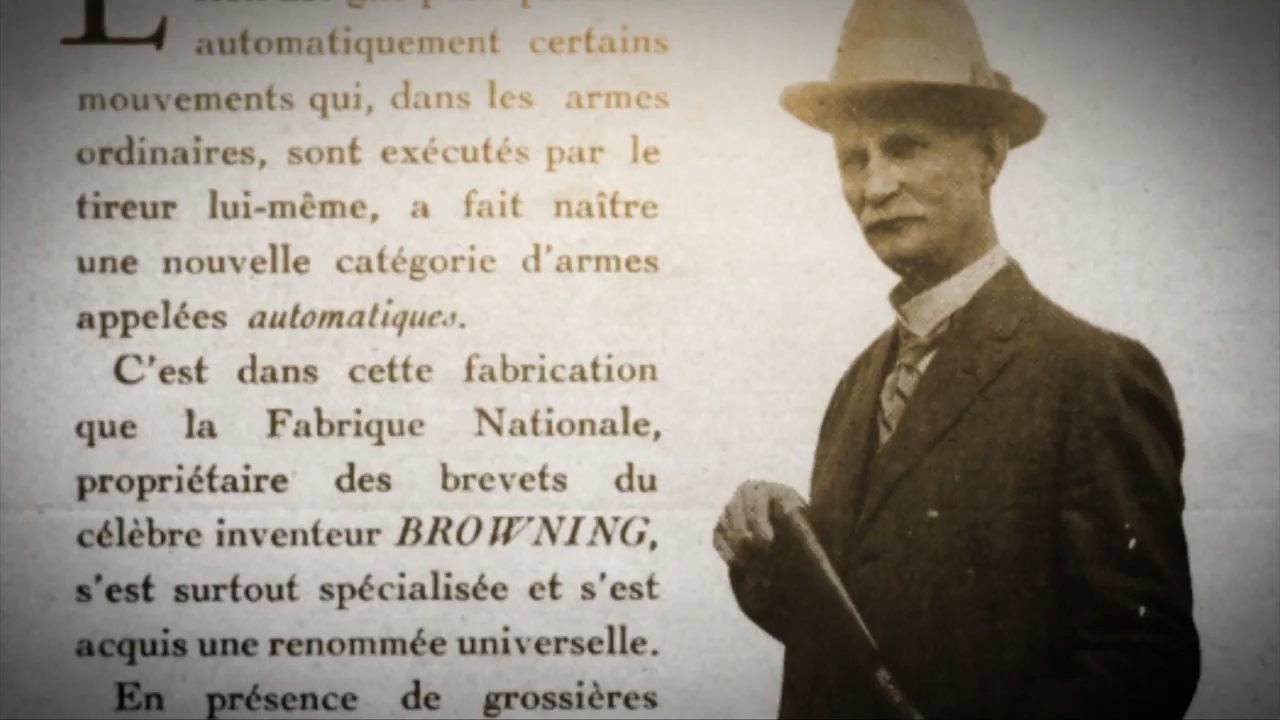 L
automatiquement certains
mouvements qui, dans les armes
ordinaires, sont exécutés par le
tireur lui-même, a fait naître
une nouvelle catégorie d'armes
appelées automatiques.
C'est dans cette fabrication
que la Fabrique Nationale,
propriétaire des brevets du
célèbre inventeur BROWNING,
s'est surtout spécialisée et s'est
acquis une renommée universelle.
En présence de grossières